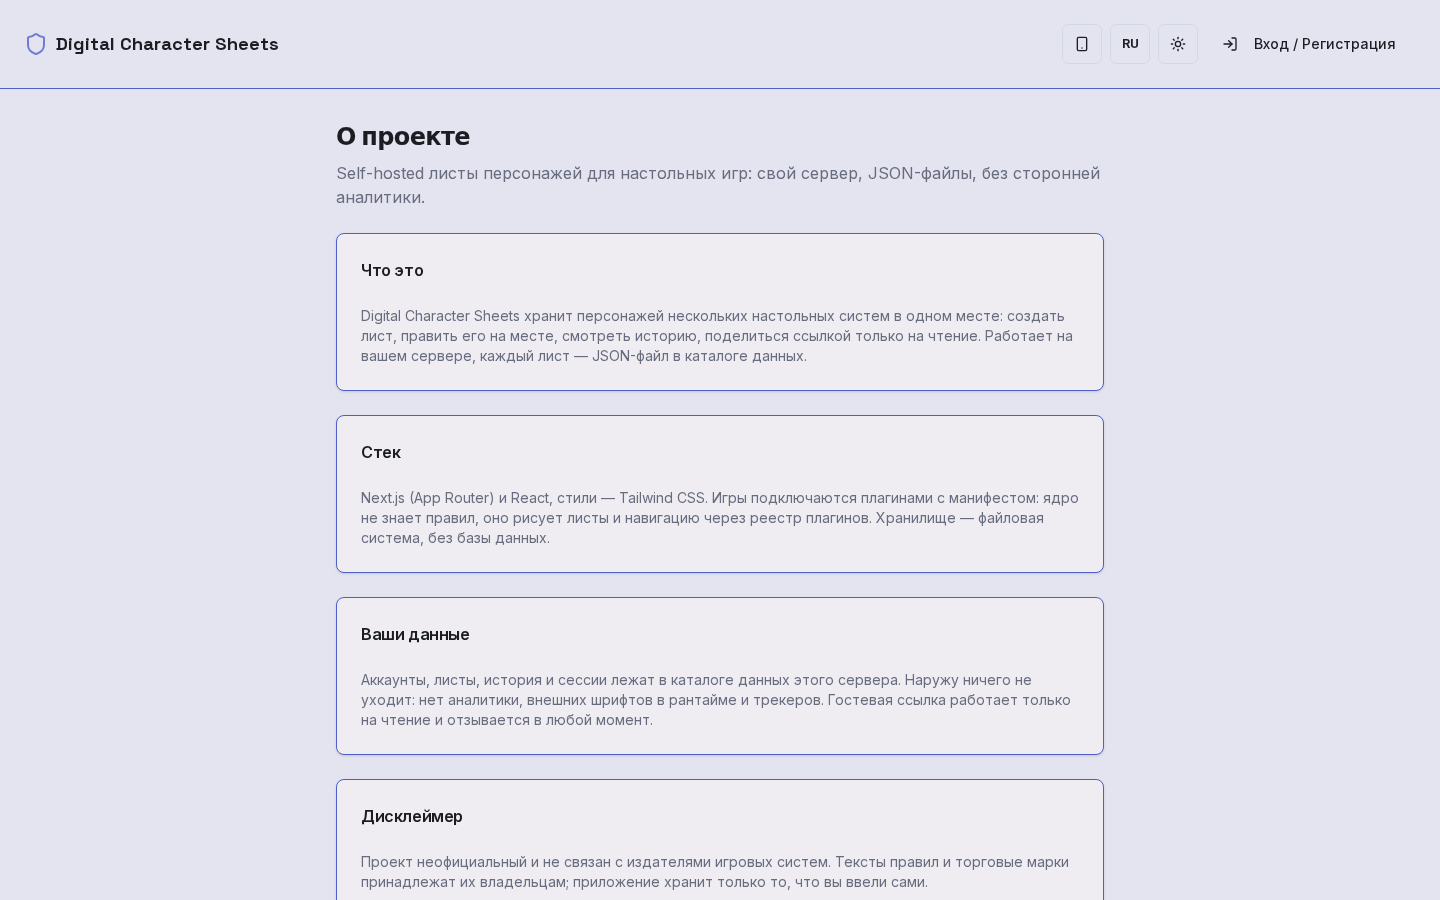 Digital Character Sheets
RU
Вход / Регистрация
О проекте
Self-hosted листы персонажей для настольных игр: свой сервер, JSON-файлы, без сторонней
аналитики.
Что это
Digital Character Sheets хранит персонажей нескольких настольных систем в одном месте: создать
лист, править его на месте, смотреть историю, поделиться ссылкой только на чтение. Работает на
вашем сервере, каждый лист — JSON-файл в каталоге данных.
Стек
Next.js (App Router) и React, стили — Tailwind CSS. Игры подключаются плагинами с манифестом: ядро
не знает правил, оно рисует листы и навигацию через реестр плагинов. Хранилище — файловая
система, без базы данных.
Ваши данные
Аккаунты, листы, история и сессии лежат в каталоге данных этого сервера. Наружу ничего не
уходит: нет аналитики, внешних шрифтов в рантайме и трекеров. Гостевая ссылка работает только
на чтение и отзывается в любой момент.
Дисклеймер
Проект неофициальный и не связан с издателями игровых систем. Тексты правил и торговые марки
принадлежат их владельцам; приложение хранит только то, что вы ввели сами.